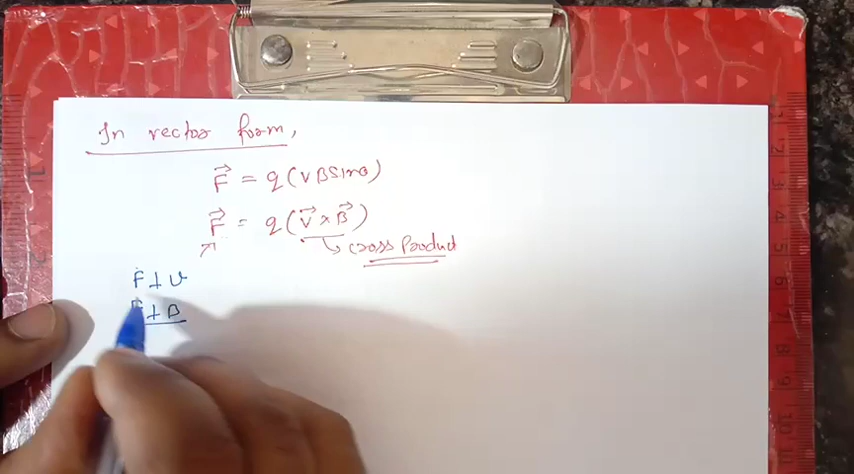 In vector form,
F⃗ = q(VBSinθ)
F⃗ = q(V⃗ × B⃗)
cross Product
F ⊥ v
⊥ B